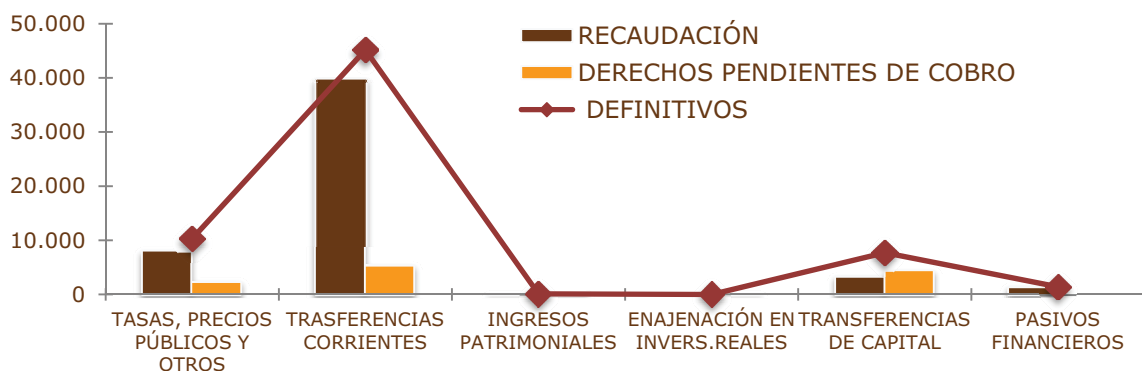 50.000
40.000
30.000
20.000
10.000
0
RECAUDACIÓN
DERECHOS PENDIENTES DE COBRO
DEFINITIVOS
TASAS, PRECIOS
PÚBLICOS Y
OTROS
TRASFERENCIAS
CORRIENTES
INGRESOS
PATRIMONIALES
ENAJENACIÓN EN
INVERS.REALES
TRANSFERENCIAS
DE CAPITAL
PASIVOS
FINANCIEROS